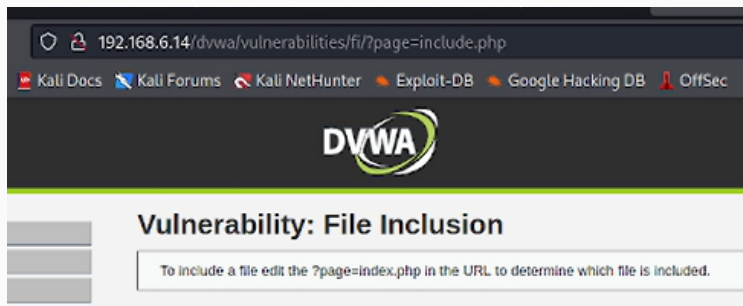 192.168.6.14/dvwa/vulnerabilities/fi/?page=include.php
Kali Docs Kali Forums Kali NetHunter Exploit-DB Google Hacking DB OffSec
DVWA
Vulnerability: File Inclusion
To include a file edit the ?page=index.php in the URL to determine which file is included.